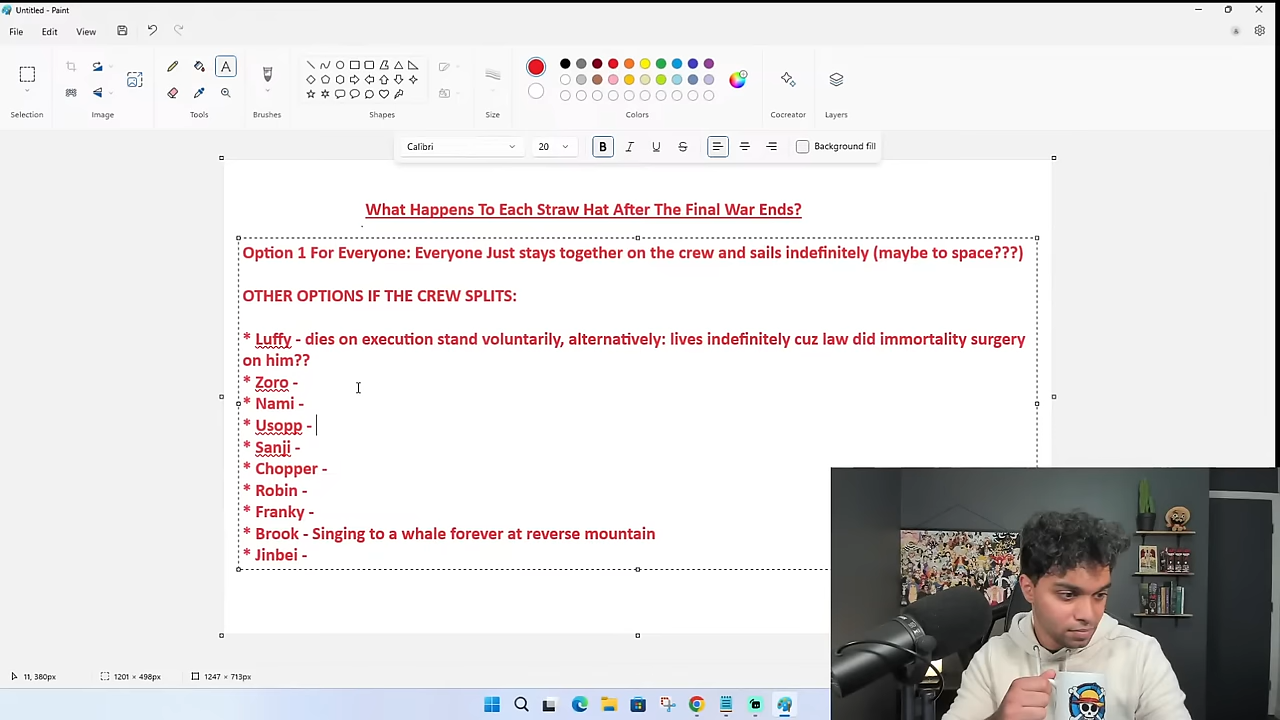 Untitled - Paint
File Edit View
Selection Image Tools Brushes Shapes Size Colors Cocreator Layers
Calibri 20 B I U S Background fill
What Happens To Each Straw Hat After The Final War Ends?
Option 1 For Everyone: Everyone Just stays together on the crew and sails indefinitely (maybe to space???)
OTHER OPTIONS IF THE CREW SPLITS:
* Luffy - dies on execution stand voluntarily, alternatively: lives indefinitely cuz law did immortality surgery
on him??
* Zoro -
* Nami -
* Usopp -
* Sanji -
* Chopper -
* Robin -
* Franky -
* Brook - Singing to a whale forever at reverse mountain
* Jinbei -
11, 380px 1201 × 498px 1247 × 713px